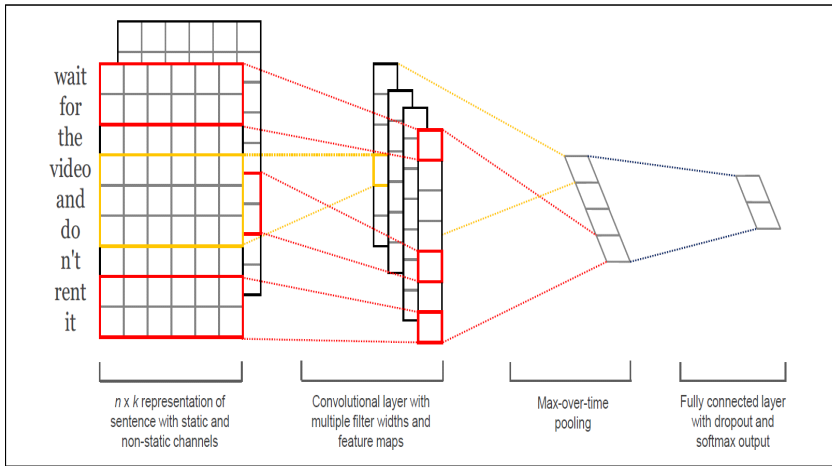 wait
for
the
video
and
do
n't
rent
it
n x k representation of
sentence with static and
non-static channels
Convolutional layer with
multiple filter widths and
feature maps
Max-over-time
pooling
Fully connected layer
with dropout and
softmax output